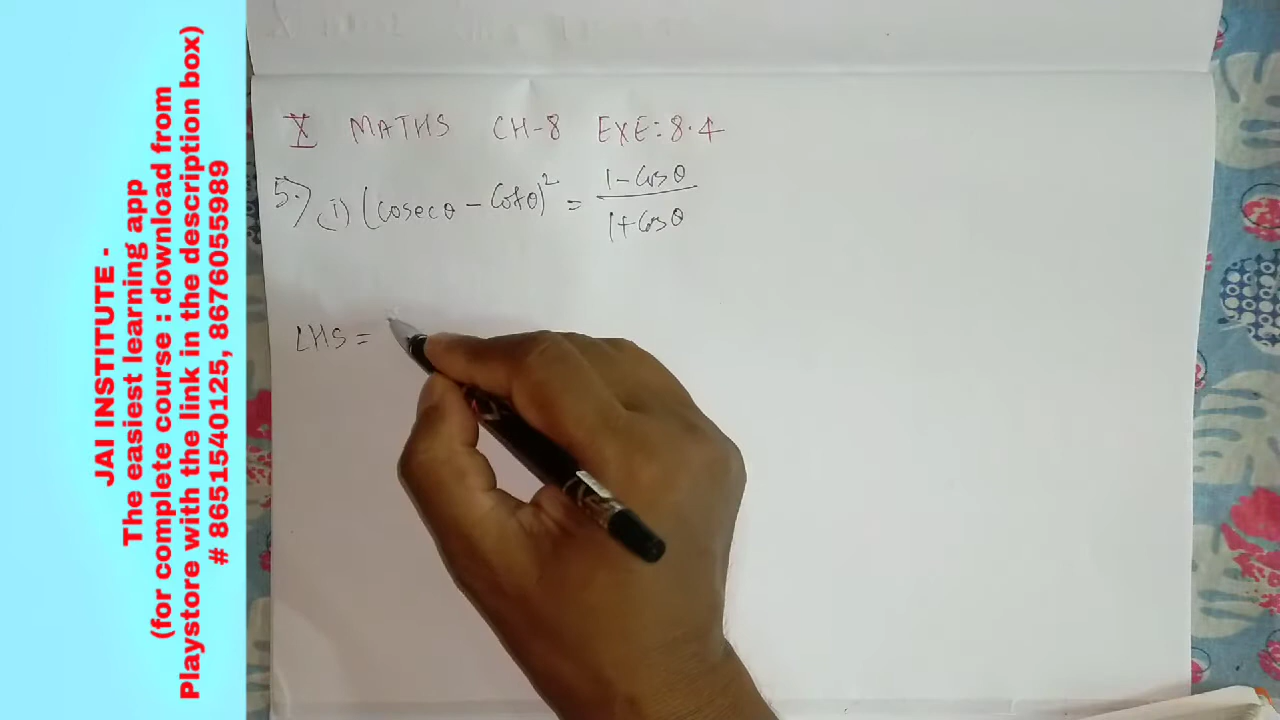 JAI INSTITUTE -
The easiest learning app
(for complete course : download from
Playstore with the link in the description box)
# 8651540125, 8676055989
X MATHS CH-8 EXE: 8.4
5.) (i) (cosecθ - Cotθ)² = (1 - Cosθ)/(1 + Cosθ)
LHS =